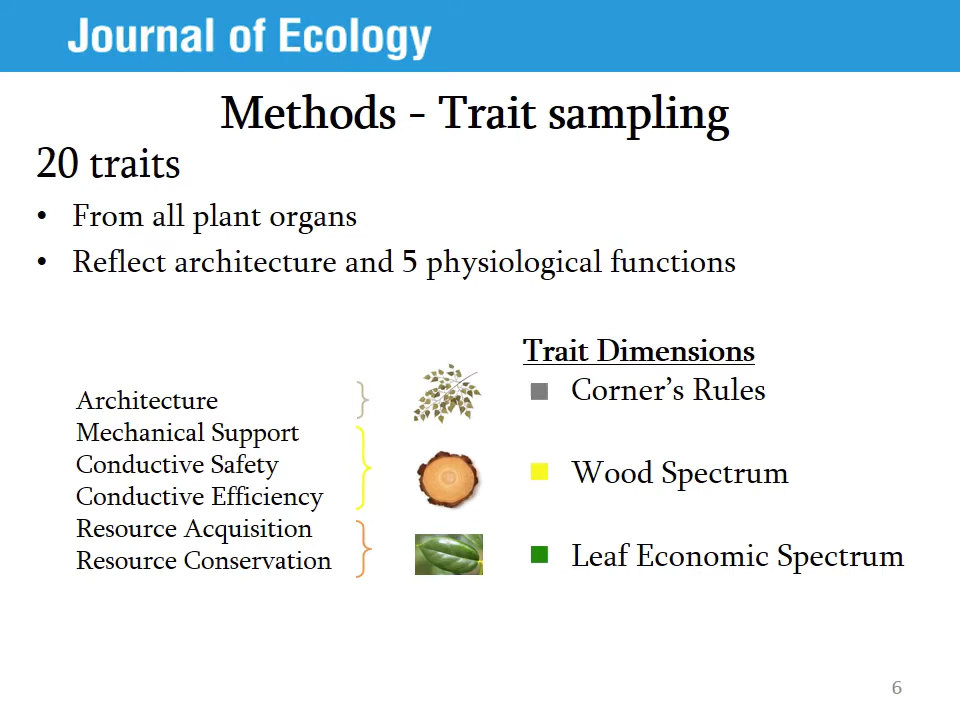 Journal of Ecology
Methods - Trait sampling
20 traits
• From all plant organs
• Reflect architecture and 5 physiological functions
Trait Dimensions
Corner's Rules
Architecture
Mechanical Support
Conductive Safety
Conductive Efficiency
Resource Acquisition
Resource Conservation
Wood Spectrum
Leaf Economic Spectrum
6